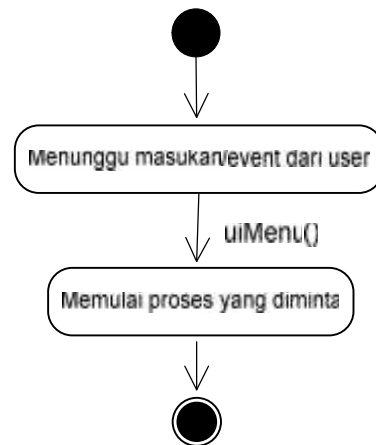 Menunggu masukan/event dari user
uiMenu()
Memulai proses yang diminta